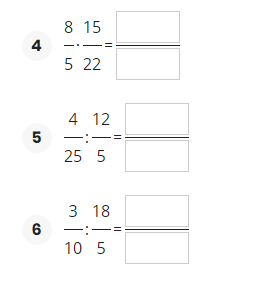 4 8/5 · 15/22 =
5 4/25 : 12/5 =
6 3/10 : 18/5 =